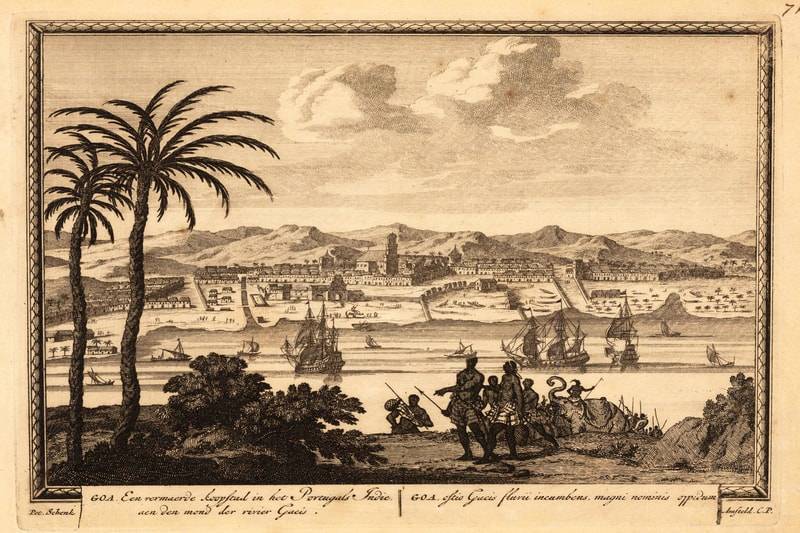 71
GOA. Een vermaerde koopstad in het Portugals Indie
aen den mond der rivier Gacis.
GOA. ostio Gacis fluvii incumbens, magni nominis oppidum
Pet. Schenk
Amsteld. C.P.